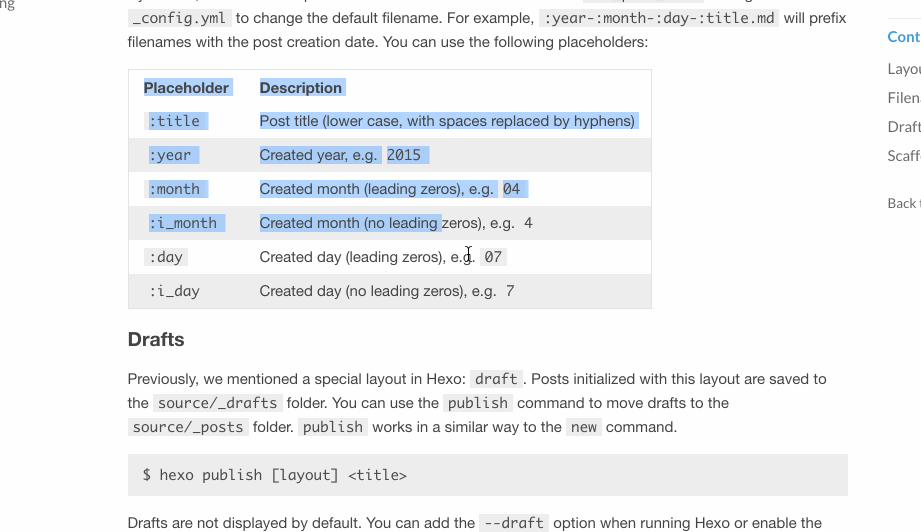 ng
_config.yml to change the default filename. For example, :year-:month-:day-:title.md will prefix
filenames with the post creation date. You can use the following placeholders:
Placeholder Description
:title Post title (lower case, with spaces replaced by hyphens)
:year Created year, e.g. 2015
:month Created month (leading zeros), e.g. 04
:i_month Created month (no leading zeros), e.g. 4
:day Created day (leading zeros), e.g. 07
:i_day Created day (no leading zeros), e.g. 7
Drafts
Previously, we mentioned a special layout in Hexo: draft. Posts initialized with this layout are saved to
the source/_drafts folder. You can use the publish command to move drafts to the
source/_posts folder. publish works in a similar way to the new command.
$ hexo publish [layout] <title>
Drafts are not displayed by default. You can add the --draft option when running Hexo or enable the
Cont
Layou
Filen
Draft
Scaff
Back t